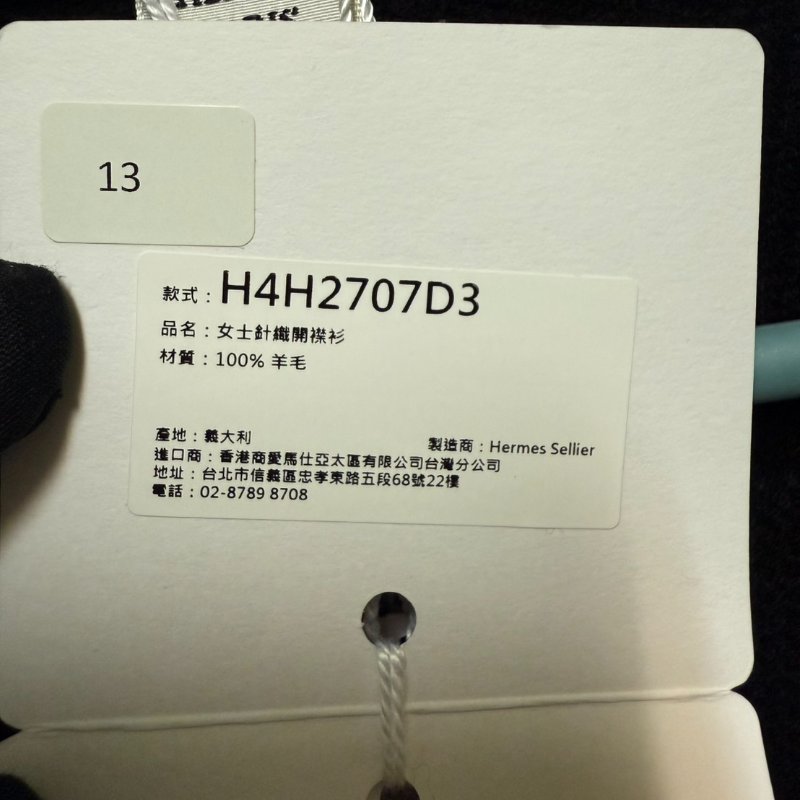 13
款式：H4H2707D3
品名：女士針織開襟衫
材質：100% 羊毛
產地：義大利
製造商：Hermes Sellier
進口商：香港商愛馬仕亞太區有限公司台灣分公司
地址：台北市信義區忠孝東路五段68號22樓
電話：02-8789 8708